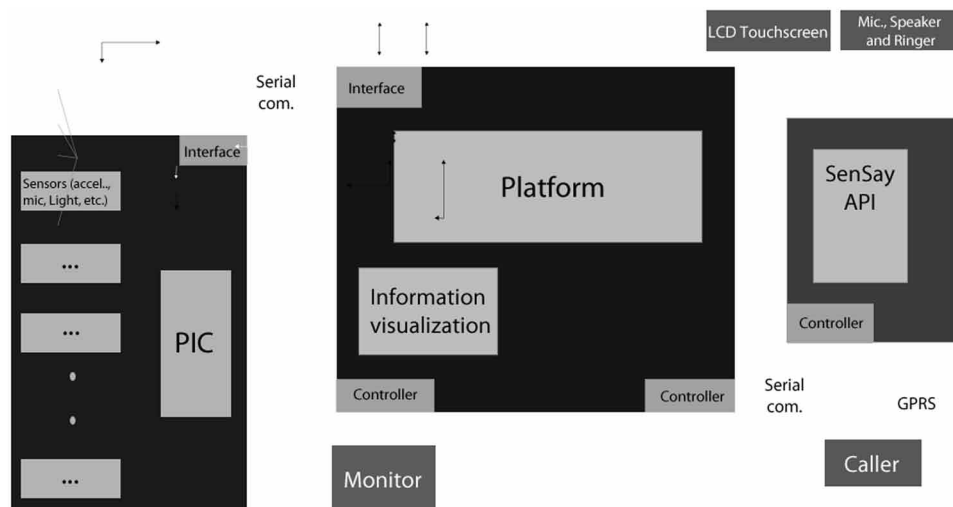 LCD Touchscreen
Mic., Speaker
and Ringer
Serial
com.
Interface
Interface
Sensors (accel..,
mic, Light, etc.)
Platform
SenSay
API
...
...
PIC
Information
visualization
Controller
Controller
Controller
Serial
com.
GPRS
...
Monitor
Caller